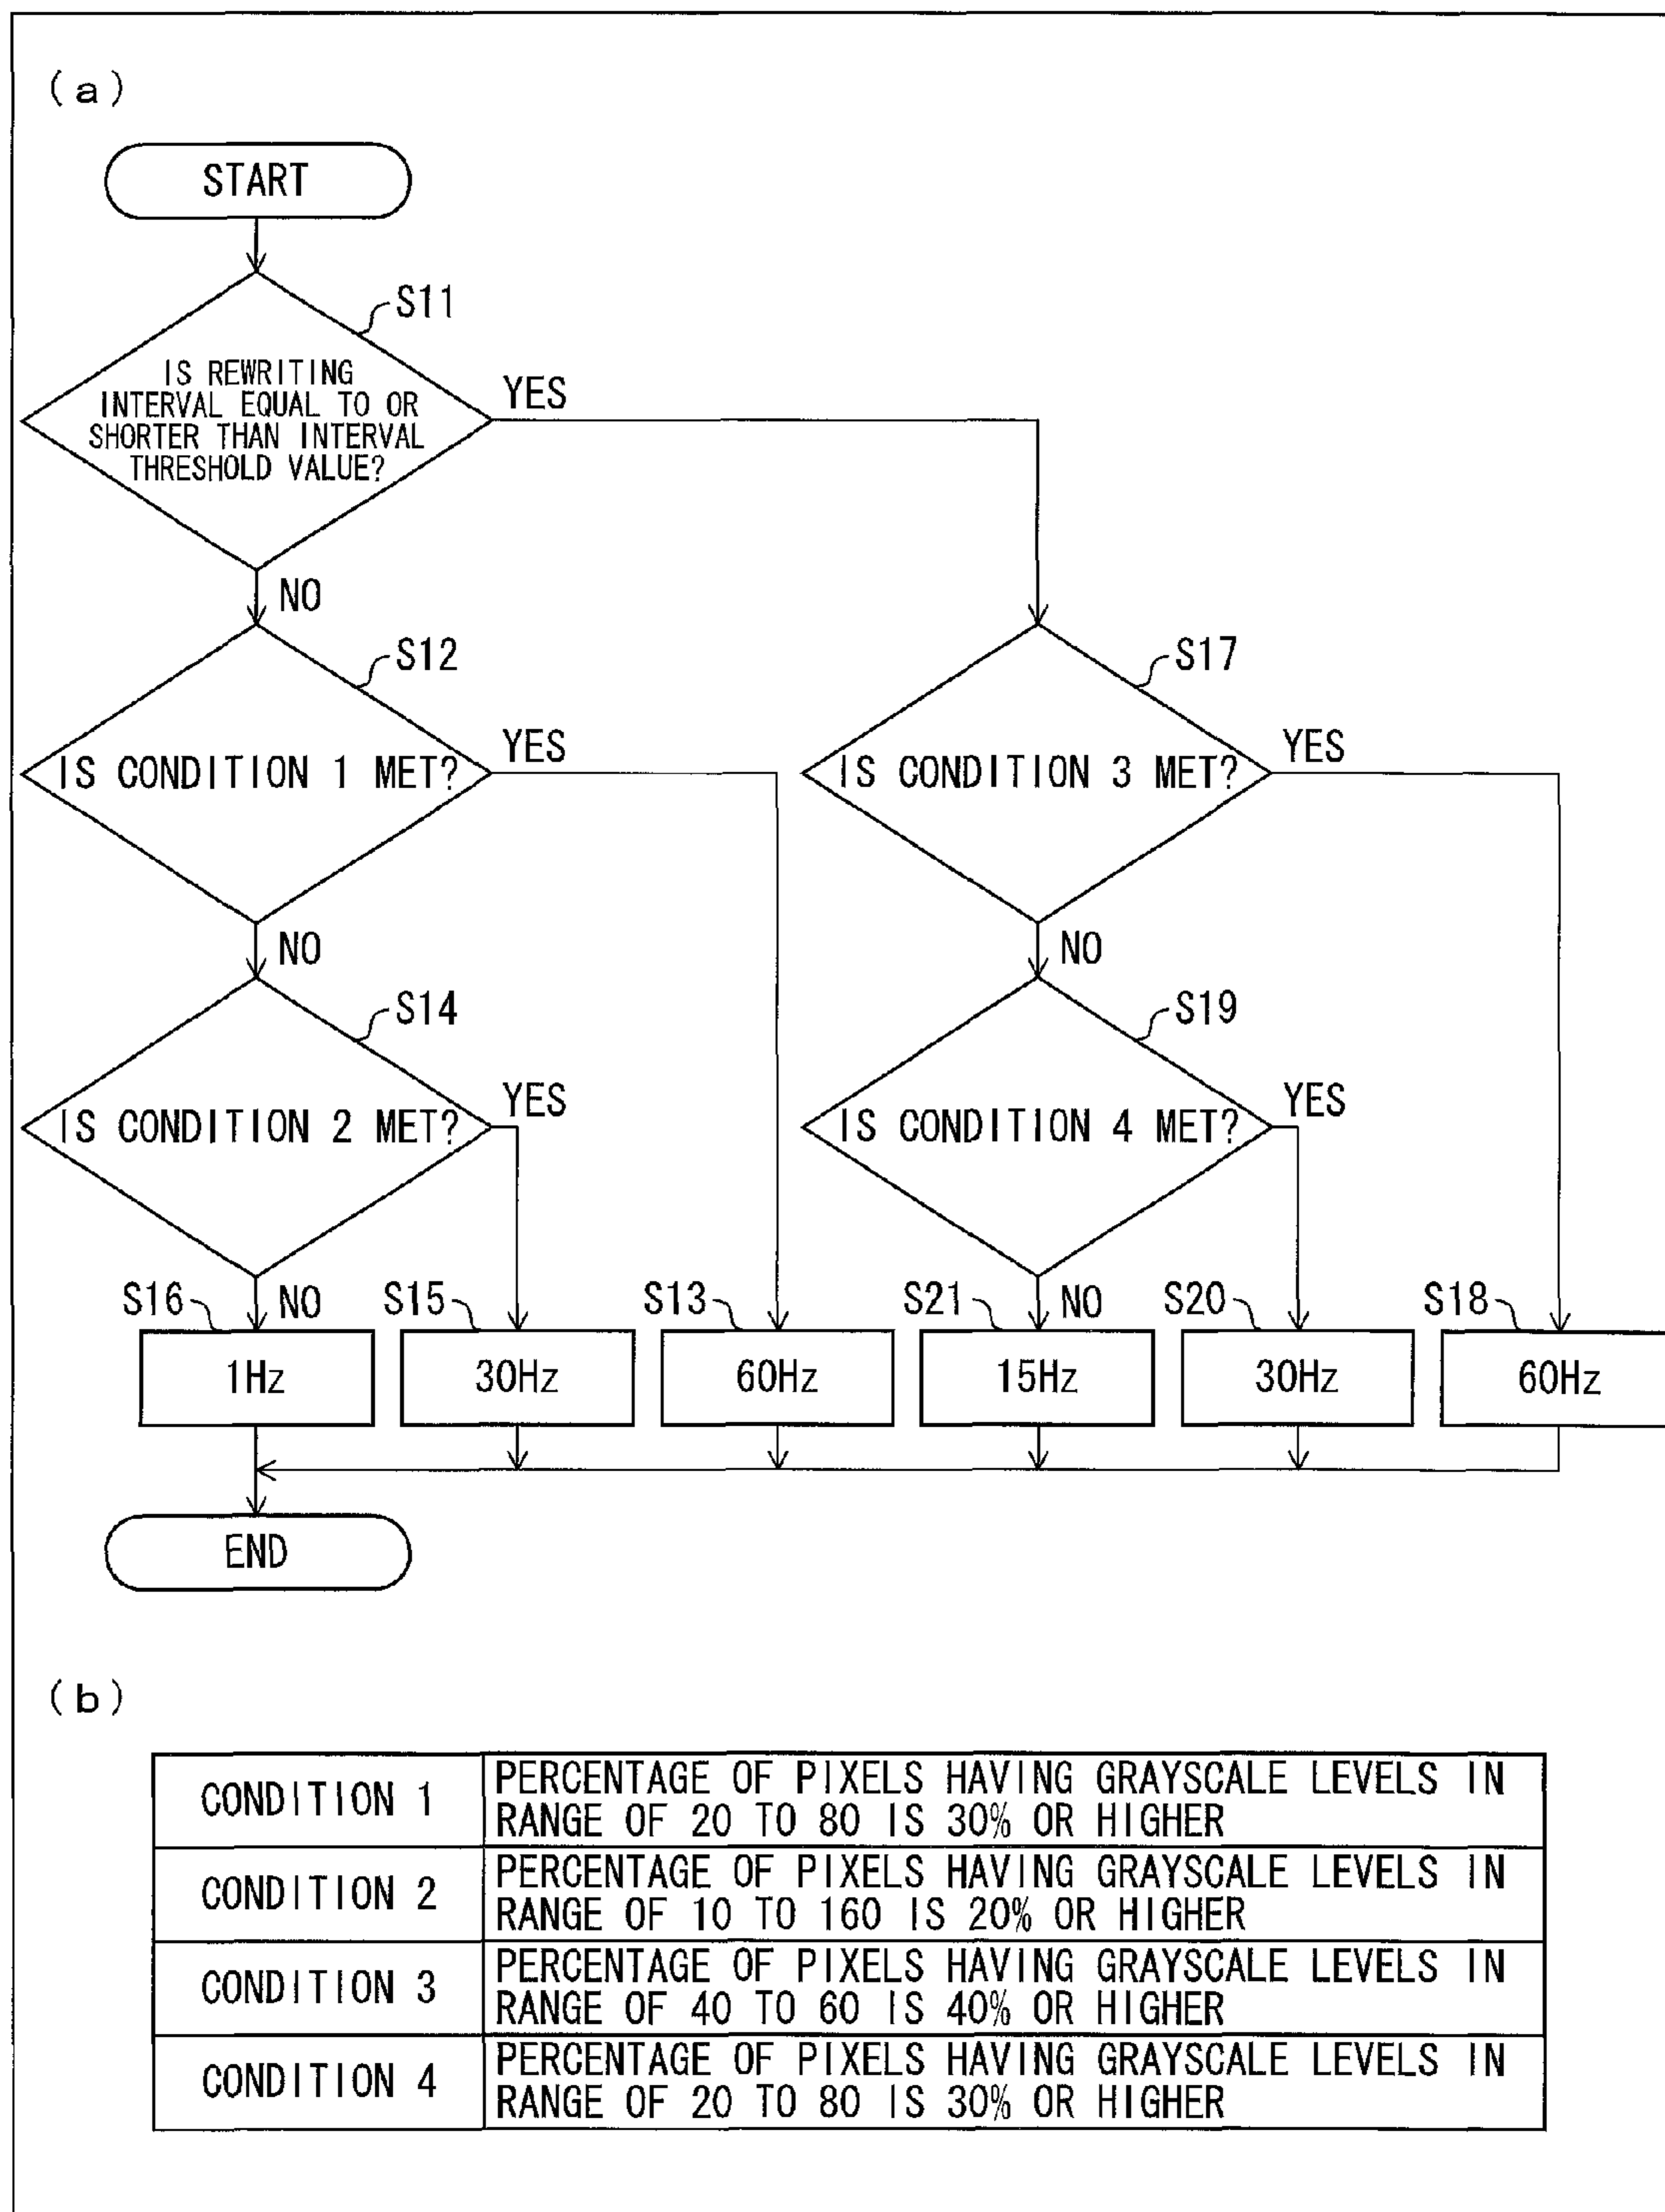 (a)
START
S11
IS REWRITING
INTERVAL EQUAL TO OR
SHORTER THAN INTERVAL
THRESHOLD VALUE?
YES
NO
S12
S17
IS CONDITION 1 MET?
YES
IS CONDITION 3 MET?
YES
NO
NO
S14
S19
IS CONDITION 2 MET?
YES
IS CONDITION 4 MET?
YES
NO
NO
S16
S15
S13
S21
S20
S18
1Hz
30Hz
60Hz
15Hz
30Hz
60Hz
END
(b)
CONDITION 1
PERCENTAGE OF PIXELS HAVING GRAYSCALE LEVELS IN
RANGE OF 20 TO 80 IS 30% OR HIGHER
CONDITION 2
PERCENTAGE OF PIXELS HAVING GRAYSCALE LEVELS IN
RANGE OF 10 TO 160 IS 20% OR HIGHER
CONDITION 3
PERCENTAGE OF PIXELS HAVING GRAYSCALE LEVELS IN
RANGE OF 40 TO 60 IS 40% OR HIGHER
CONDITION 4
PERCENTAGE OF PIXELS HAVING GRAYSCALE LEVELS IN
RANGE OF 20 TO 80 IS 30% OR HIGHER